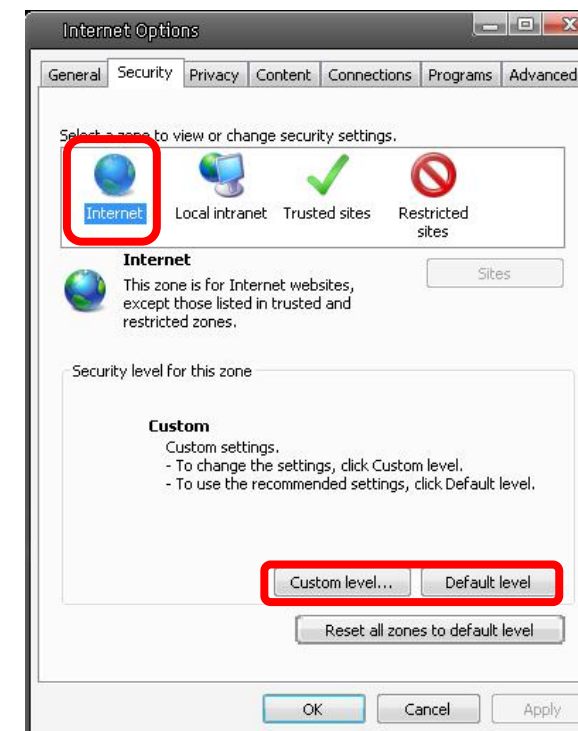 Internet Options
General Security Privacy Content Connections Programs Advanced
Select a zone to view or change security settings.
Internet Local intranet Trusted sites Restricted sites
Internet
This zone is for Internet websites,
except those listed in trusted and
restricted zones.
Sites
Security level for this zone
Custom
Custom settings.
- To change the settings, click Custom level.
- To use the recommended settings, click Default level.
Custom level... Default level
Reset all zones to default level
OK Cancel Apply